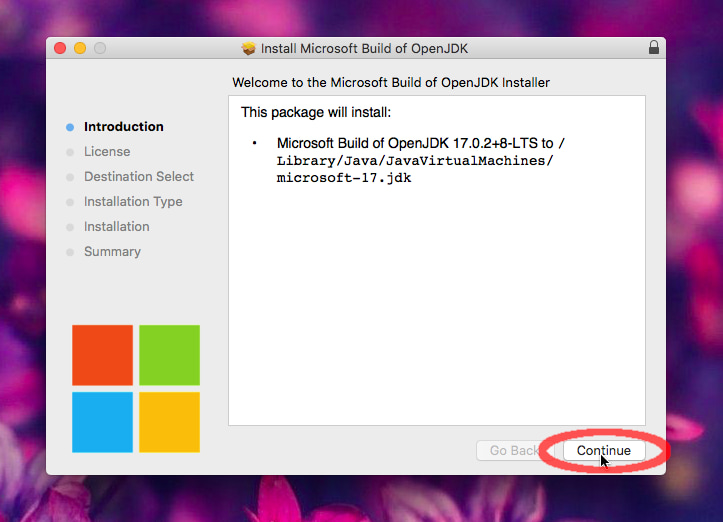 Install Microsoft Build of OpenJDK
Welcome to the Microsoft Build of OpenJDK Installer
Introduction
License
Destination Select
Installation Type
Installation
Summary
This package will install:
• Microsoft Build of OpenJDK 17.0.2+8-LTS to /
Library/Java/JavaVirtualMachines/
microsoft-17.jdk
Go Back
Continue